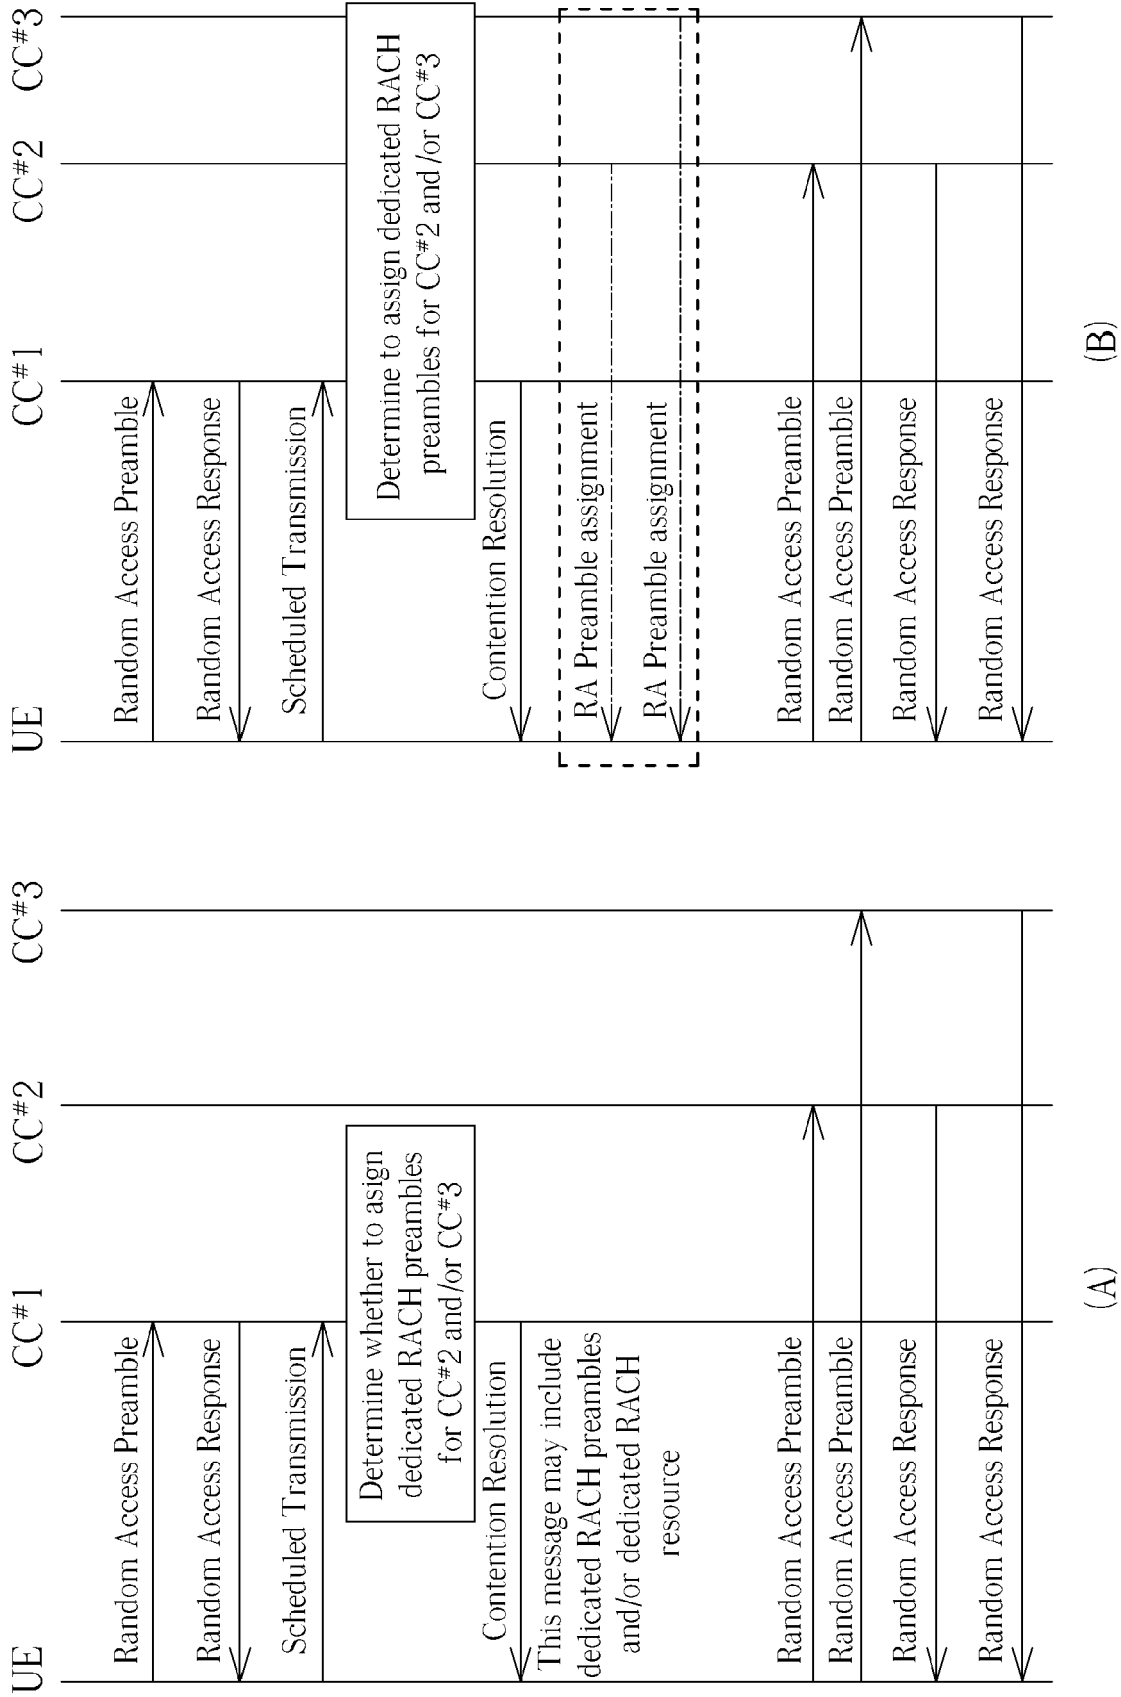 UE
CC#1
CC#2
CC#3
Random Access Preamble
Random Access Response
Scheduled Transmission
Determine whether to asign
dedicated RACH preambles
for CC#2 and/or CC#3
Contention Resolution
This message may include
dedicated RACH preambles
and/or dedicated RACH
resource
Random Access Preamble
Random Access Preamble
Random Access Response
Random Access Response
(A)
UE
CC#1
CC#2
CC#3
Random Access Preamble
Random Access Response
Scheduled Transmission
Determine to assign dedicated RACH
preambles for CC#2 and/or CC#3
Contention Resolution
RA Preamble assignment
RA Preamble assignment
Random Access Preamble
Random Access Preamble
Random Access Response
Random Access Response
(B)